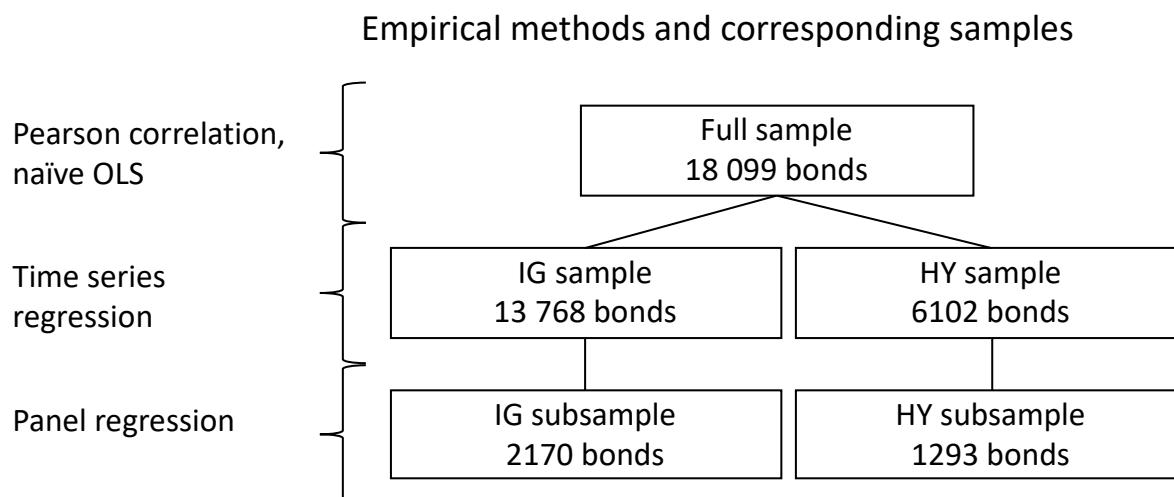 Empirical methods and corresponding samples
Pearson correlation,
naïve OLS
Full sample
18 099 bonds
Time series
regression
IG sample
13 768 bonds
HY sample
6102 bonds
Panel regression
IG subsample
2170 bonds
HY subsample
1293 bonds